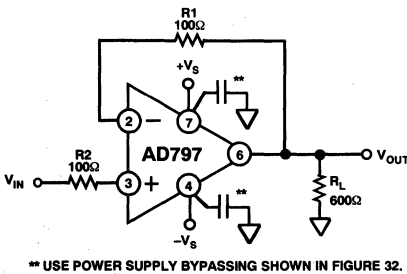 R1
100Ω
+VS
**
2
−
7
AD797
6
VOUT
R2
100Ω
VIN
3
+
4
**
RL
600Ω
−VS
** USE POWER SUPPLY BYPASSING SHOWN IN FIGURE 32.